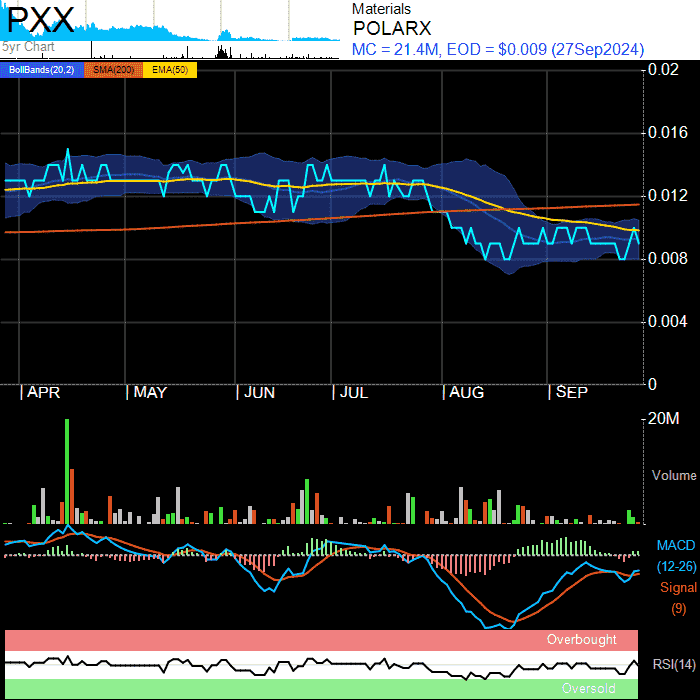 PXX
5yr Chart
Materials
POLARX
MC = 21.4M, EOD = $0.009 (27Sep2024)
BollBands(20,2) SMA(200) EMA(50)
0.02
0.016
0.012
0.008
0.004
0
APR MAY JUN JUL AUG SEP
20M
Volume
MACD
(12-26)
Signal
(9)
Overbought
RSI(14)
Oversold